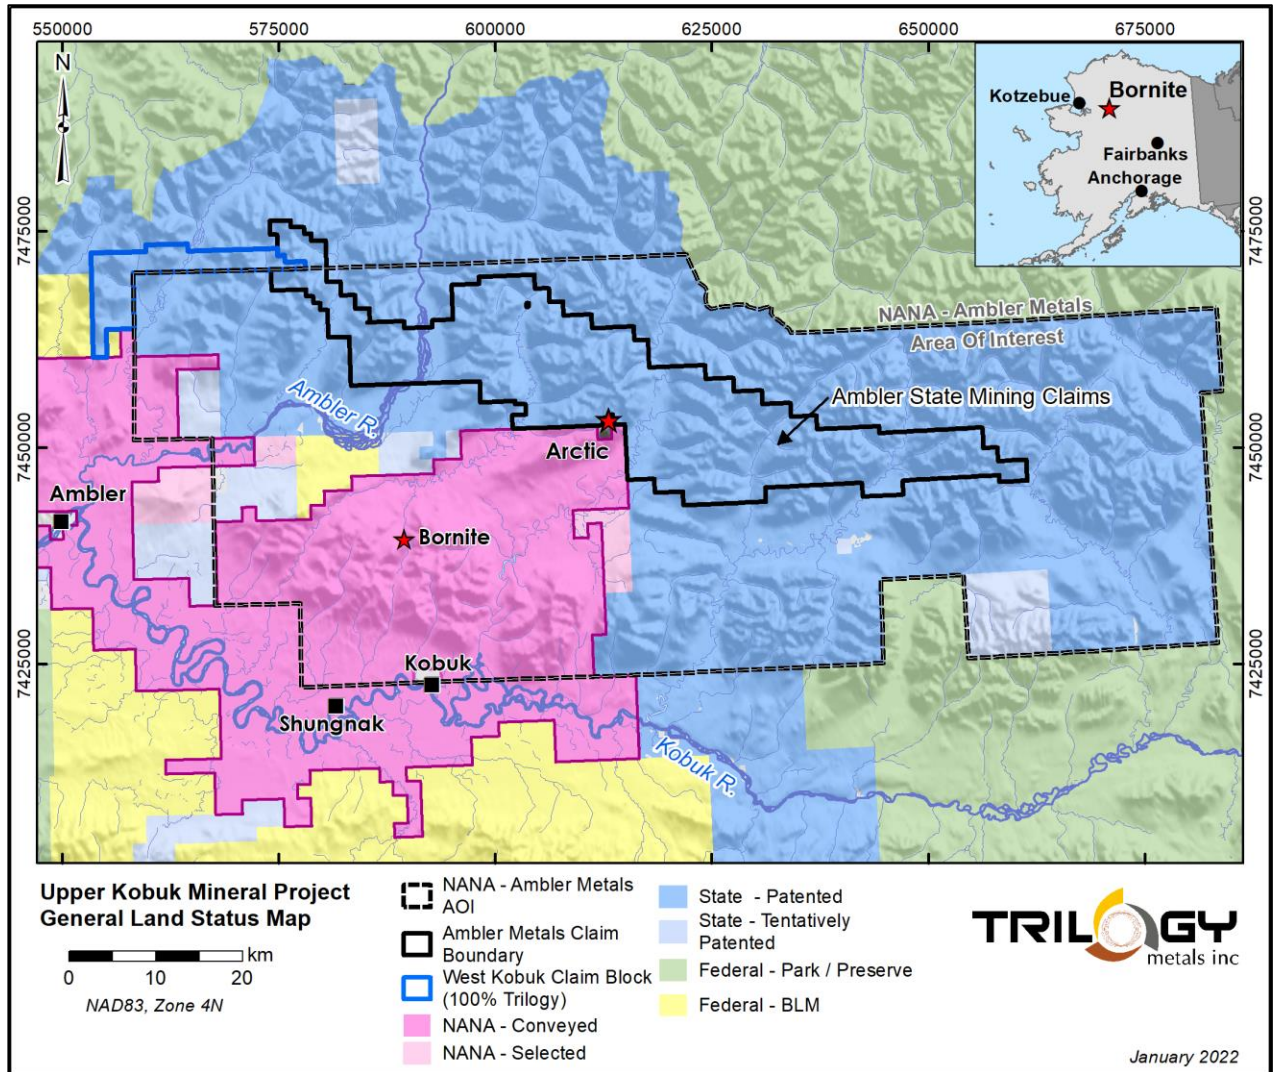 550000 575000 600000 625000 650000 675000
N
Kotzebue
Bornite
Fairbanks
Anchorage
7475000
7475000
NANA - Ambler Metals
Area Of Interest
Ambler R.
Ambler State Mining Claims
7450000
Arctic
7450000
Ambler
Bornite
7425000
Kobuk
7425000
Shungnak
Kobuk R.
Upper Kobuk Mineral Project
General Land Status Map
km
0 10 20
NAD83, Zone 4N
NANA - Ambler Metals
AOI
Ambler Metals Claim
Boundary
West Kobuk Claim Block
(100% Trilogy)
NANA - Conveyed
NANA - Selected
State - Patented
State - Tentatively
Patented
Federal - Park / Preserve
Federal - BLM
TRILOGY
metals inc
January 2022